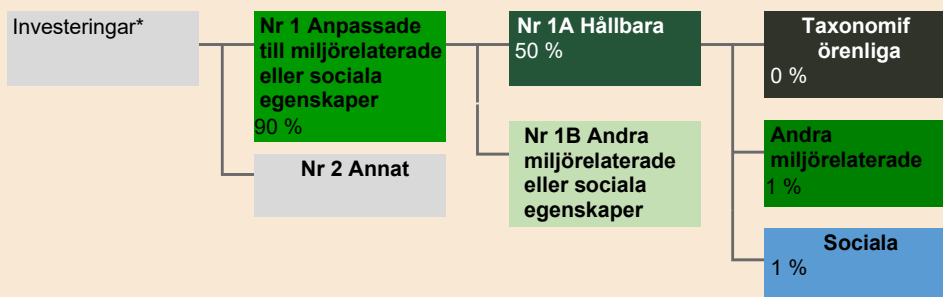 Investeringar*
Nr 1 Anpassade
till miljörelaterade
eller sociala
egenskaper
90 %
Nr 2 Annat
Nr 1A Hållbara
50 %
Nr 1B Andra
miljörelaterade
eller sociala
egenskaper
Taxonomif
örenliga
0 %
Andra
miljörelaterade
1 %
Sociala
1 %